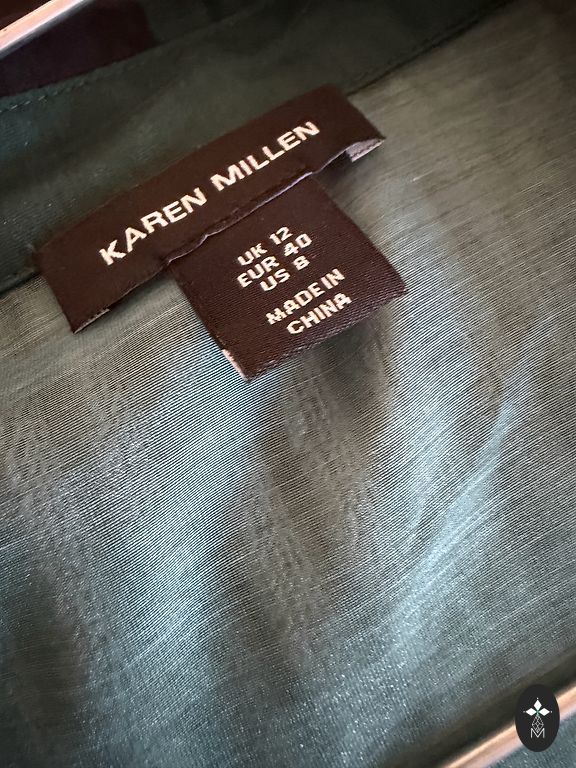 KAREN MILLEN
UK 12
EUR 40
US 8
MADE IN
CHINA